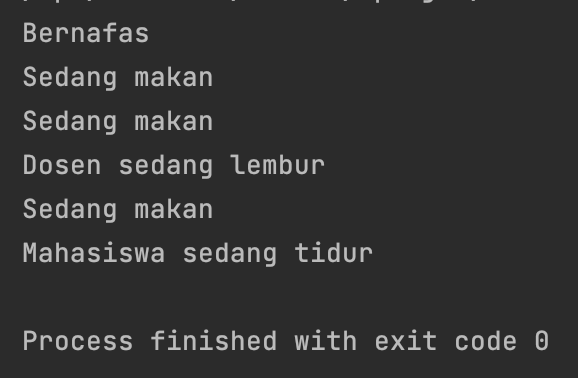 Bernafas
Sedang makan
Sedang makan
Dosen sedang lembur
Sedang makan
Mahasiswa sedang tidur
Process finished with exit code 0